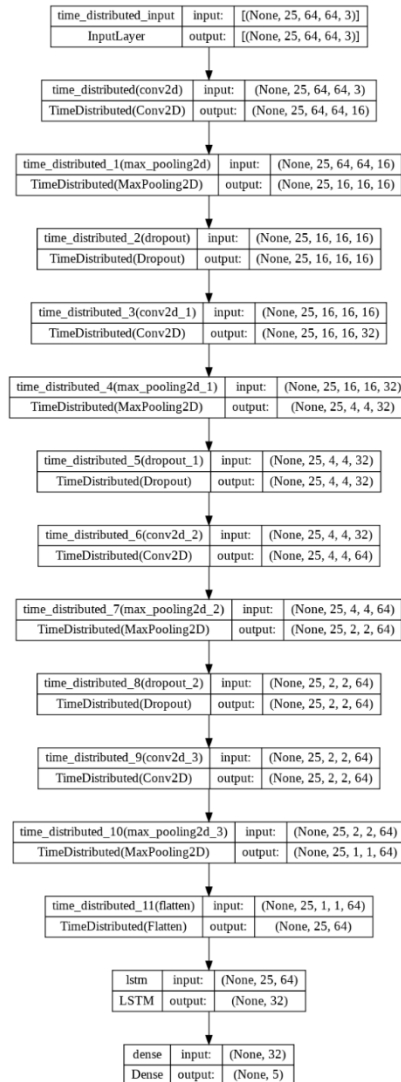 time_distributed_input input: [(None, 25, 64, 64, 3)]
InputLayer output: [(None, 25, 64, 64, 3)]
time_distributed(conv2d) input: (None, 25, 64, 64, 3)
TimeDistributed(Conv2D) output: (None, 25, 64, 64, 16)
time_distributed_1(max_pooling2d) input: (None, 25, 64, 64, 16)
TimeDistributed(MaxPooling2D) output: (None, 25, 16, 16, 16)
time_distributed_2(dropout) input: (None, 25, 16, 16, 16)
TimeDistributed(Dropout) output: (None, 25, 16, 16, 16)
time_distributed_3(conv2d_1) input: (None, 25, 16, 16, 16)
TimeDistributed(Conv2D) output: (None, 25, 16, 16, 32)
time_distributed_4(max_pooling2d_1) input: (None, 25, 16, 16, 32)
TimeDistributed(MaxPooling2D) output: (None, 25, 4, 4, 32)
time_distributed_5(dropout_1) input: (None, 25, 4, 4, 32)
TimeDistributed(Dropout) output: (None, 25, 4, 4, 32)
time_distributed_6(conv2d_2) input: (None, 25, 4, 4, 32)
TimeDistributed(Conv2D) output: (None, 25, 4, 4, 64)
time_distributed_7(max_pooling2d_2) input: (None, 25, 4, 4, 64)
TimeDistributed(MaxPooling2D) output: (None, 25, 2, 2, 64)
time_distributed_8(dropout_2) input: (None, 25, 2, 2, 64)
TimeDistributed(Dropout) output: (None, 25, 2, 2, 64)
time_distributed_9(conv2d_3) input: (None, 25, 2, 2, 64)
TimeDistributed(Conv2D) output: (None, 25, 2, 2, 64)
time_distributed_10(max_pooling2d_3) input: (None, 25, 2, 2, 64)
TimeDistributed(MaxPooling2D) output: (None, 25, 1, 1, 64)
time_distributed_11(flatten) input: (None, 25, 1, 1, 64)
TimeDistributed(Flatten) output: (None, 25, 64)
lstm input: (None, 25, 64)
LSTM output: (None, 32)
dense input: (None, 32)
Dense output: (None, 5)